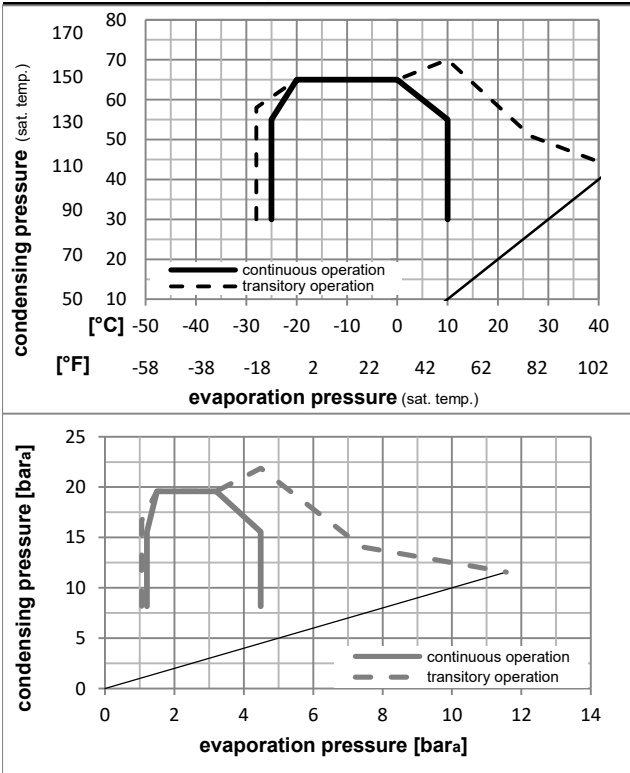 condensing pressure (sat. temp.)
170 80
70
150 60
130 50
110 40
90 30
70 20
50 10
continuous operation
transitory operation
[°C] -50 -40 -30 -20 -10 0 10 20 30 40
[°F] -58 -38 -18 2 22 42 62 82 102
evaporation pressure (sat. temp.)
condensing pressure [bara]
25
20
15
10
5
0
continuous operation
transitory operation
0 2 4 6 8 10 12 14
evaporation pressure [bara]